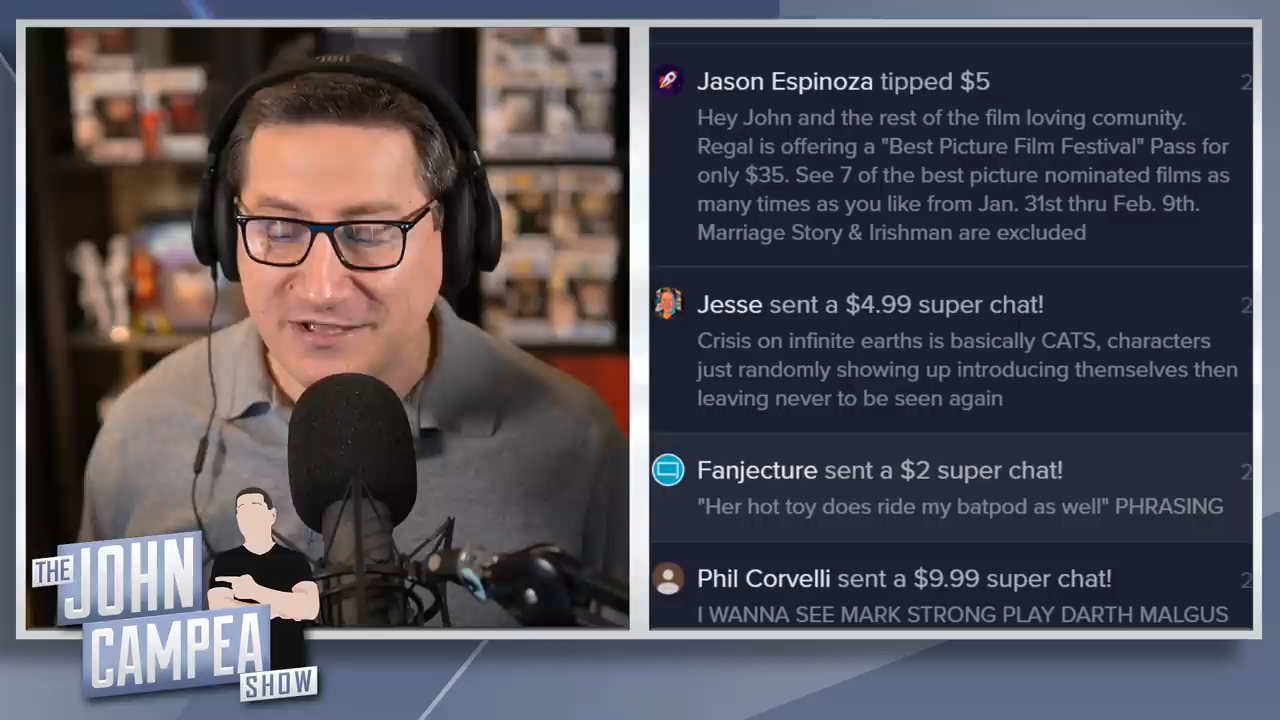 Jason Espinoza tipped $5
2
Hey John and the rest of the film loving comunity.
Regal is offering a "Best Picture Film Festival" Pass for
only $35. See 7 of the best picture nominated films as
many times as you like from Jan. 31st thru Feb. 9th.
Marriage Story & Irishman are excluded
Jesse sent a $4.99 super chat!
2
Crisis on infinite earths is basically CATS, characters
just randomly showing up introducing themselves then
leaving never to be seen again
Fanjecture sent a $2 super chat!
2
"Her hot toy does ride my batpod as well" PHRASING
Phil Corvelli sent a $9.99 super chat!
2
I WANNA SEE MARK STRONG PLAY DARTH MALGUS
THE
JOHN
CAMPEA
SHOW